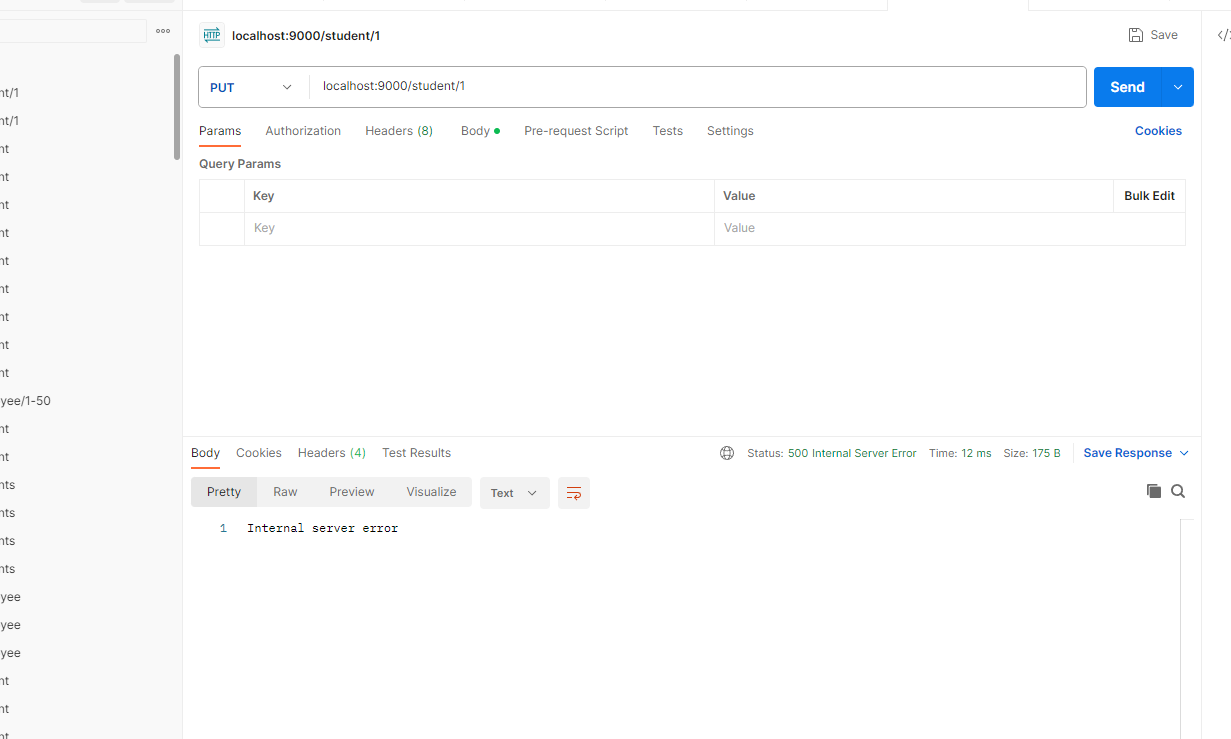 HTTP localhost:9000/student/1 Save </>
PUT localhost:9000/student/1 Send
Params Authorization Headers (8) Body Pre-request Script Tests Settings Cookies
Query Params
Key Value Bulk Edit
Key Value
nt/1
nt/1
nt
nt
nt
nt
nt
nt
nt
nt
nt
yee/1-50
nt
nt
nts
nts
nts
nts
yee
yee
yee
nt
nt
nt
Body Cookies Headers (4) Test Results Status: 500 Internal Server Error Time: 12 ms Size: 175 B Save Response
Pretty Raw Preview Visualize Text
1 Internal server error